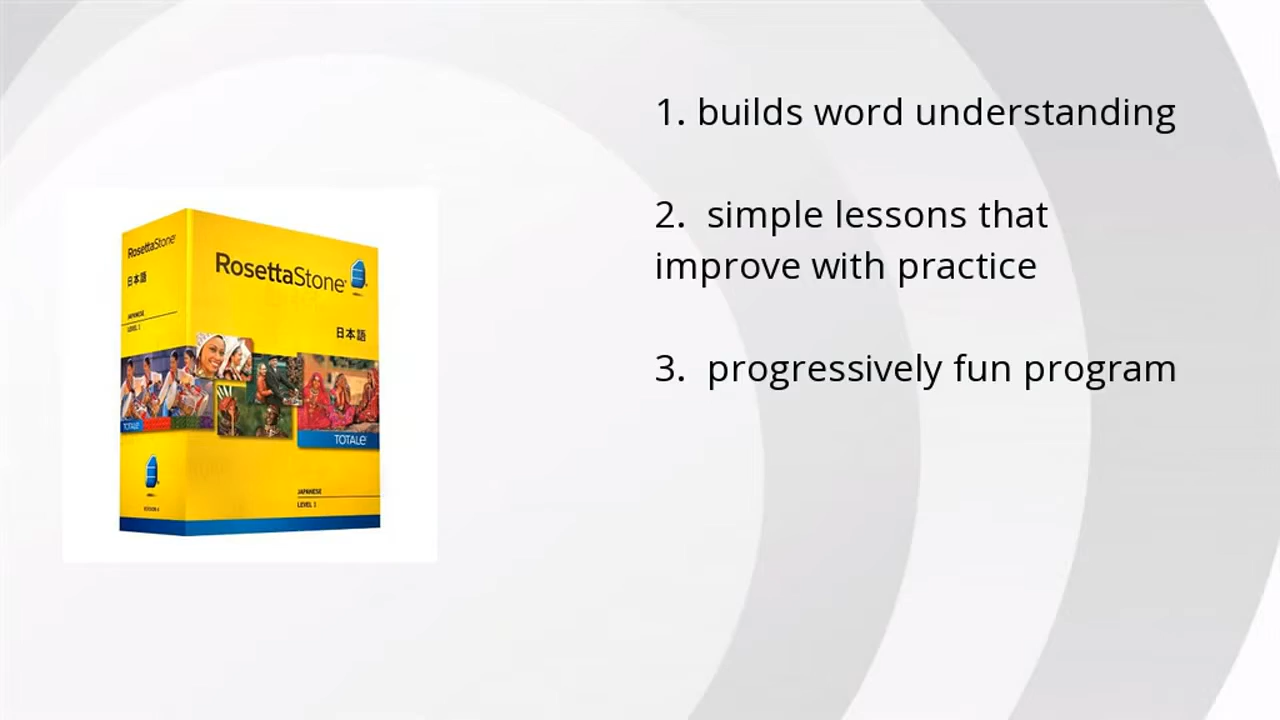 1. builds word understanding
2. simple lessons that
improve with practice
3. progressively fun program
RosettaStone
日本語
JAPANESE
LEVEL 1
TOTALe
RosettaStone
日本語
TOTALe
JAPANESE
LEVEL 1